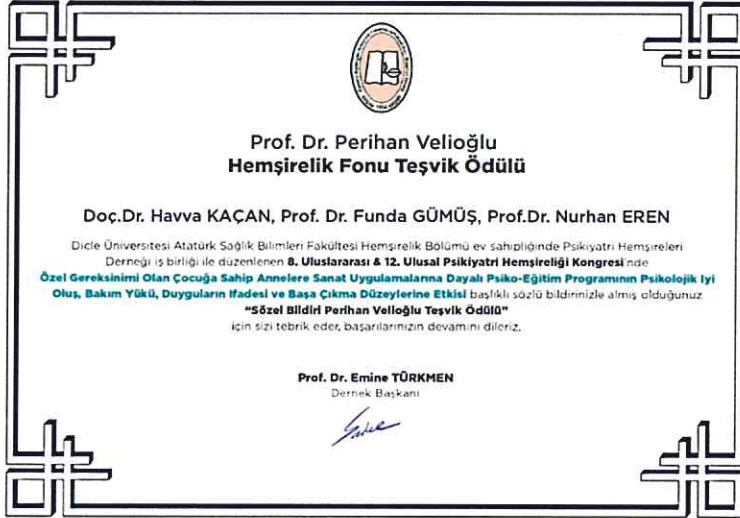 Prof. Dr. Perihan Velioğlu
Hemşirelik Fonu Teşvik Ödülü
Doç.Dr. Havva KAÇAN, Prof. Dr. Funda GÜMÜŞ, Prof.Dr. Nurhan EREN
Dicle Üniversitesi Atatürk Sağlık Bilimleri Fakültesi Hemşirelik Bölümü ev sahipliğinde Psikiyatri Hemşireleri
Derneği iş birliği ile düzenlenen 8. Uluslararası & 12. Ulusal Psikiyatri Hemşireliği Kongresi'nde
Özel Gereksinimi Olan Çocuğa Sahip Annelere Sanat Uygulamalarına Dayalı Psiko-Eğitim Programının Psikolojik İyi
Oluş, Bakım Yükü, Duyguların İfadesi ve Başa Çıkma Düzeylerine Etkisi başlıklı sözlü bildirinizle almış olduğunuz
“Sözel Bildiri Perihan Velioğlu Teşvik Ödülü”
için sizi tebrik eder, başarılarınızın devamını dileriz.
Prof. Dr. Emine TÜRKMEN
Dernek Başkanı